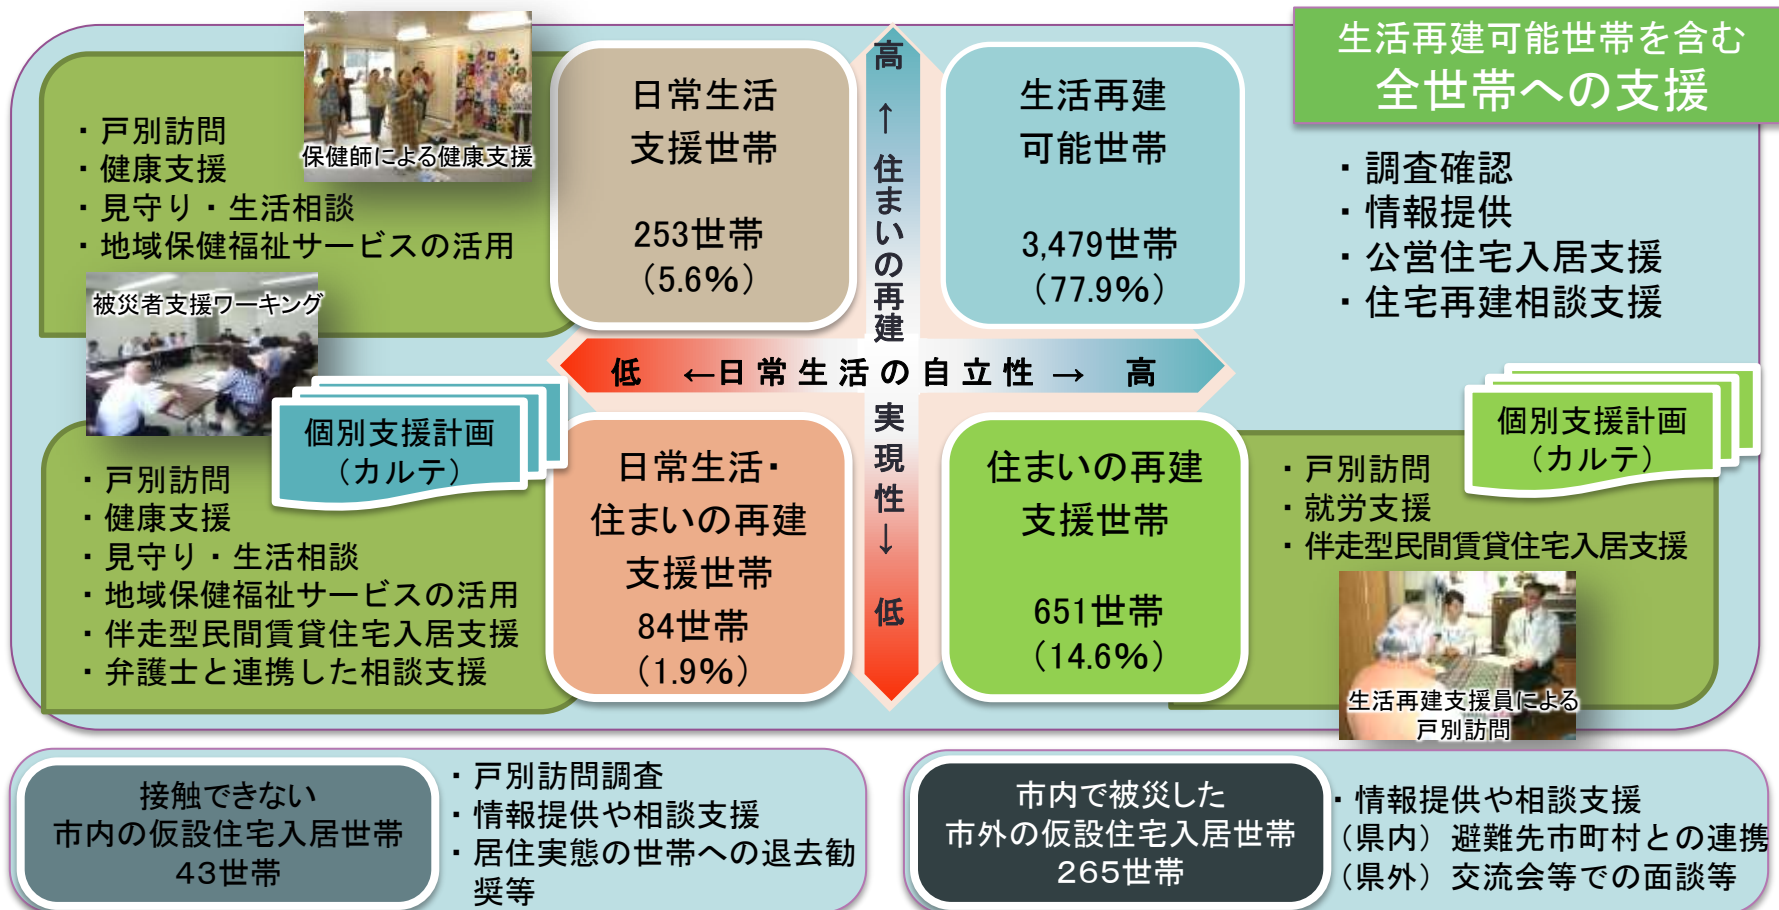 生活再建可能世帯を含む
全世帯への支援
・調査確認
・情報提供
・公営住宅入居支援
・住宅再建相談支援
・戸別訪問
・健康支援
・見守り・生活相談
・地域保健福祉サービスの活用
保健師による健康支援
日常生活
支援世帯
253世帯
（5.6%）
生活再建
可能世帯
3,479世帯
（77.9%）
高 ↑ 住まいの再建 実現性 ↓ 低
低 ←日常生活の自立性→ 高
被災者支援ワーキング
個別支援計画
（カルテ）
・戸別訪問
・健康支援
・見守り・生活相談
・地域保健福祉サービスの活用
・伴走型民間賃貸住宅入居支援
・弁護士と連携した相談支援
日常生活・
住まいの再建
支援世帯
84世帯
（1.9%）
住まいの再建
支援世帯
651世帯
（14.6%）
個別支援計画
（カルテ）
・戸別訪問
・就労支援
・伴走型民間賃貸住宅入居支援
生活再建支援員による
戸別訪問
接触できない
市内の仮設住宅入居世帯
43世帯
・戸別訪問調査
・情報提供や相談支援
・居住実態の世帯への退去勧
奨等
市内で被災した
市外の仮設住宅入居世帯
265世帯
・情報提供や相談支援
（県内）避難先市町村との連携
（県外）交流会等での面談等